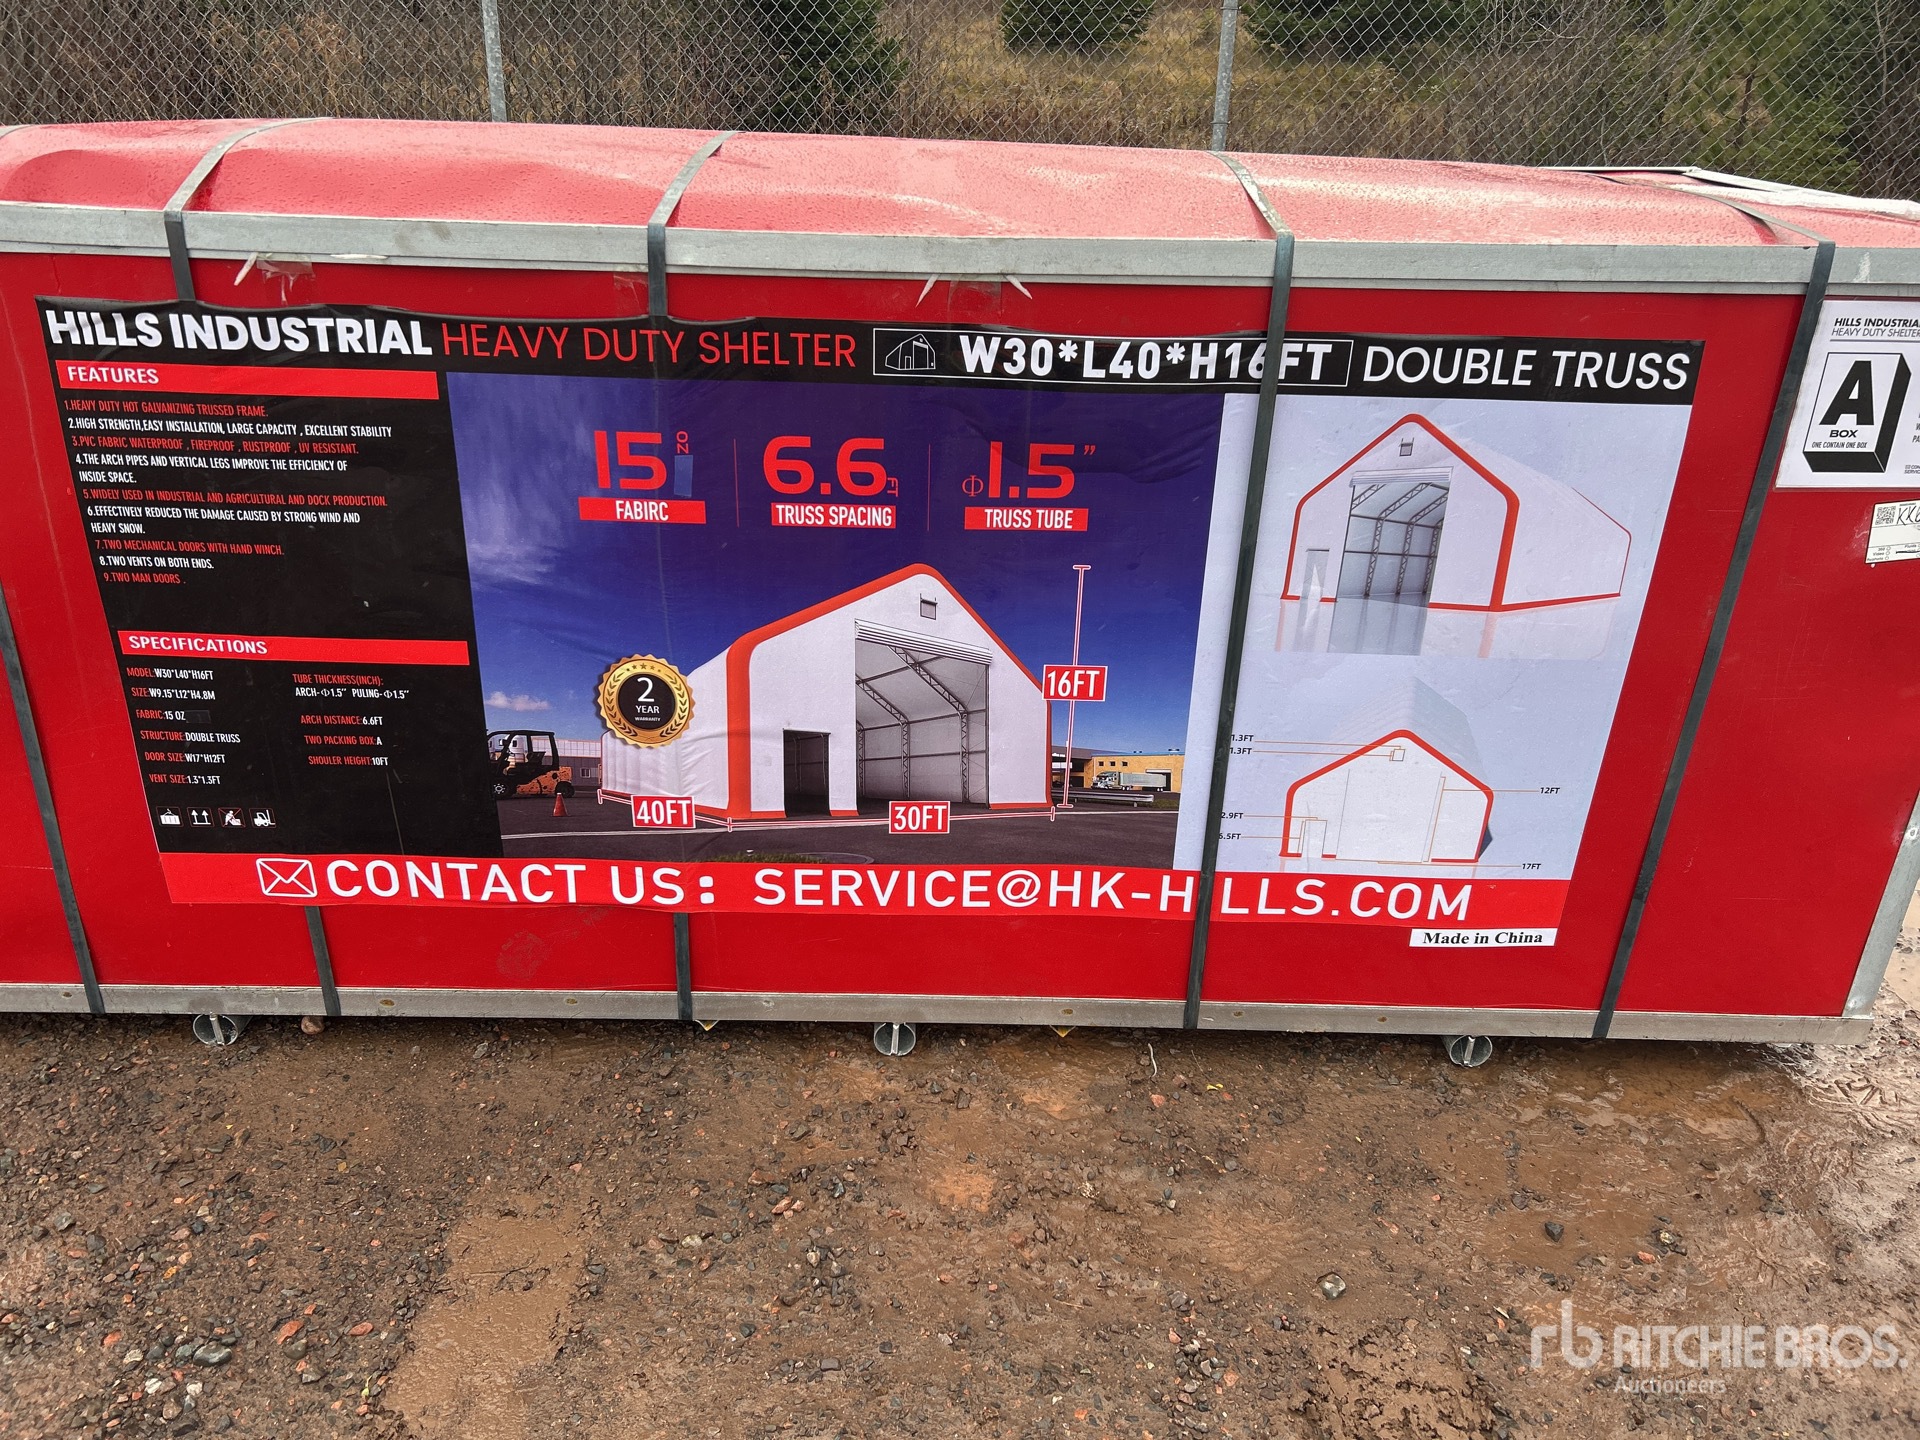 HILLS INDUSTRIAL HEAVY DUTY SHELTER W30*L40*H16FT DOUBLE TRUSS
FEATURES
1.HEAVY DUTY HOT GALVANIZING TRUSSED FRAME.
2.HIGH STRENGTH,EASY INSTALLATION, LARGE CAPACITY , EXCELLENT STABILITY
3.PVC FABRIC WATERPROOF , FIREPROOF , RUSTPROOF , UV RESISTANT.
4.THE ARCH PIPES AND VERTICAL LEGS IMPROVE THE EFFICIENCY OF
INSIDE SPACE.
5.WIDELY USED IN INDUSTRIAL AND AGRICULTURAL AND DOCK PRODUCTION.
6.EFFECTIVELY REDUCED THE DAMAGE CAUSED BY STRONG WIND AND
HEAVY SNOW.
7.TWO MECHANICAL DOORS WITH HAND WINCH.
8.TWO VENTS ON BOTH ENDS.
9.TWO MAN DOORS .
SPECIFICATIONS
MODEL:W30*L40*H16FT
SIZE:W9.15*L12*H4.8M
FABRIC:15 OZ
STRUCTURE:DOUBLE TRUSS
DOOR SIZE:W17*H12FT
VENT SIZE:1.3*1.3FT
TUBE THICKNESS(INCH):
ARCH-Φ1.5" PULING-Φ1.5"
ARCH DISTANCE:6.6FT
TWO PACKING BOX:A
SHOULER HEIGHT:10FT
15 OZ
FABIRC
6.6 FT
TRUSS SPACING
Φ1.5"
TRUSS TUBE
2
YEAR
WARRANTY
16FT
40FT
30FT
1.3FT
1.3FT
12FT
2.9FT
6.5FT
17FT
CONTACT US: SERVICE@HK-HILLS.COM
Made in China
HILLS INDUSTRIAL
HEAVY DUTY SHELTER
A
BOX
ONE CONTAIN ONE BOX
rb RITCHIE BROS.
Auctioneers